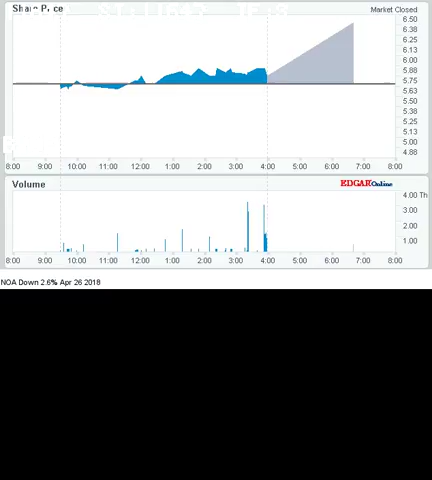 Share Price
Market Closed
6.50
6.38
6.25
6.13
6.00
5.88
5.75
5.63
5.50
5.38
5.25
5.13
5.00
4.88
8:00 9:00 10:00 11:00 12:00 1:00 2:00 3:00 4:00 5:00 6:00 7:00 8:00
Volume
EDGAR Online
4.00 Th
3.00
2.00
1.00
8:00 9:00 10:00 11:00 12:00 1:00 2:00 3:00 4:00 5:00 6:00 7:00 8:00
NOA Down 2.6% Apr 26 2018